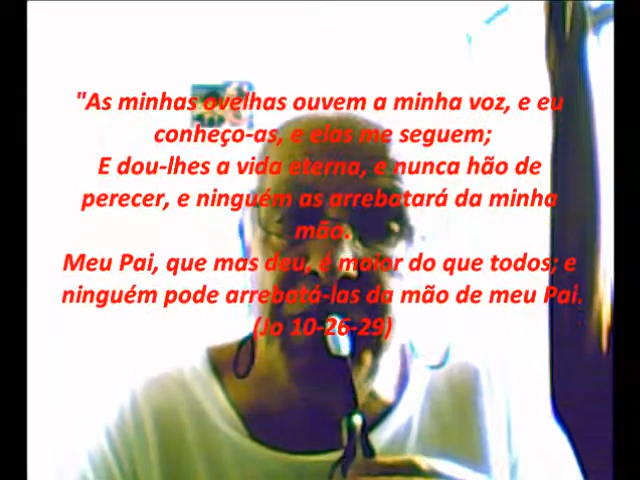 "As minhas ovelhas ouvem a minha voz, e eu
conheço-as, e elas me seguem;
E dou-lhes a vida eterna, e nunca hão de
perecer, e ninguém as arrebatará da minha
mão.
Meu Pai, que mas deu, é maior do que todos; e
ninguém pode arrebatá-las da mão de meu Pai.
(Jo 10-26-29)